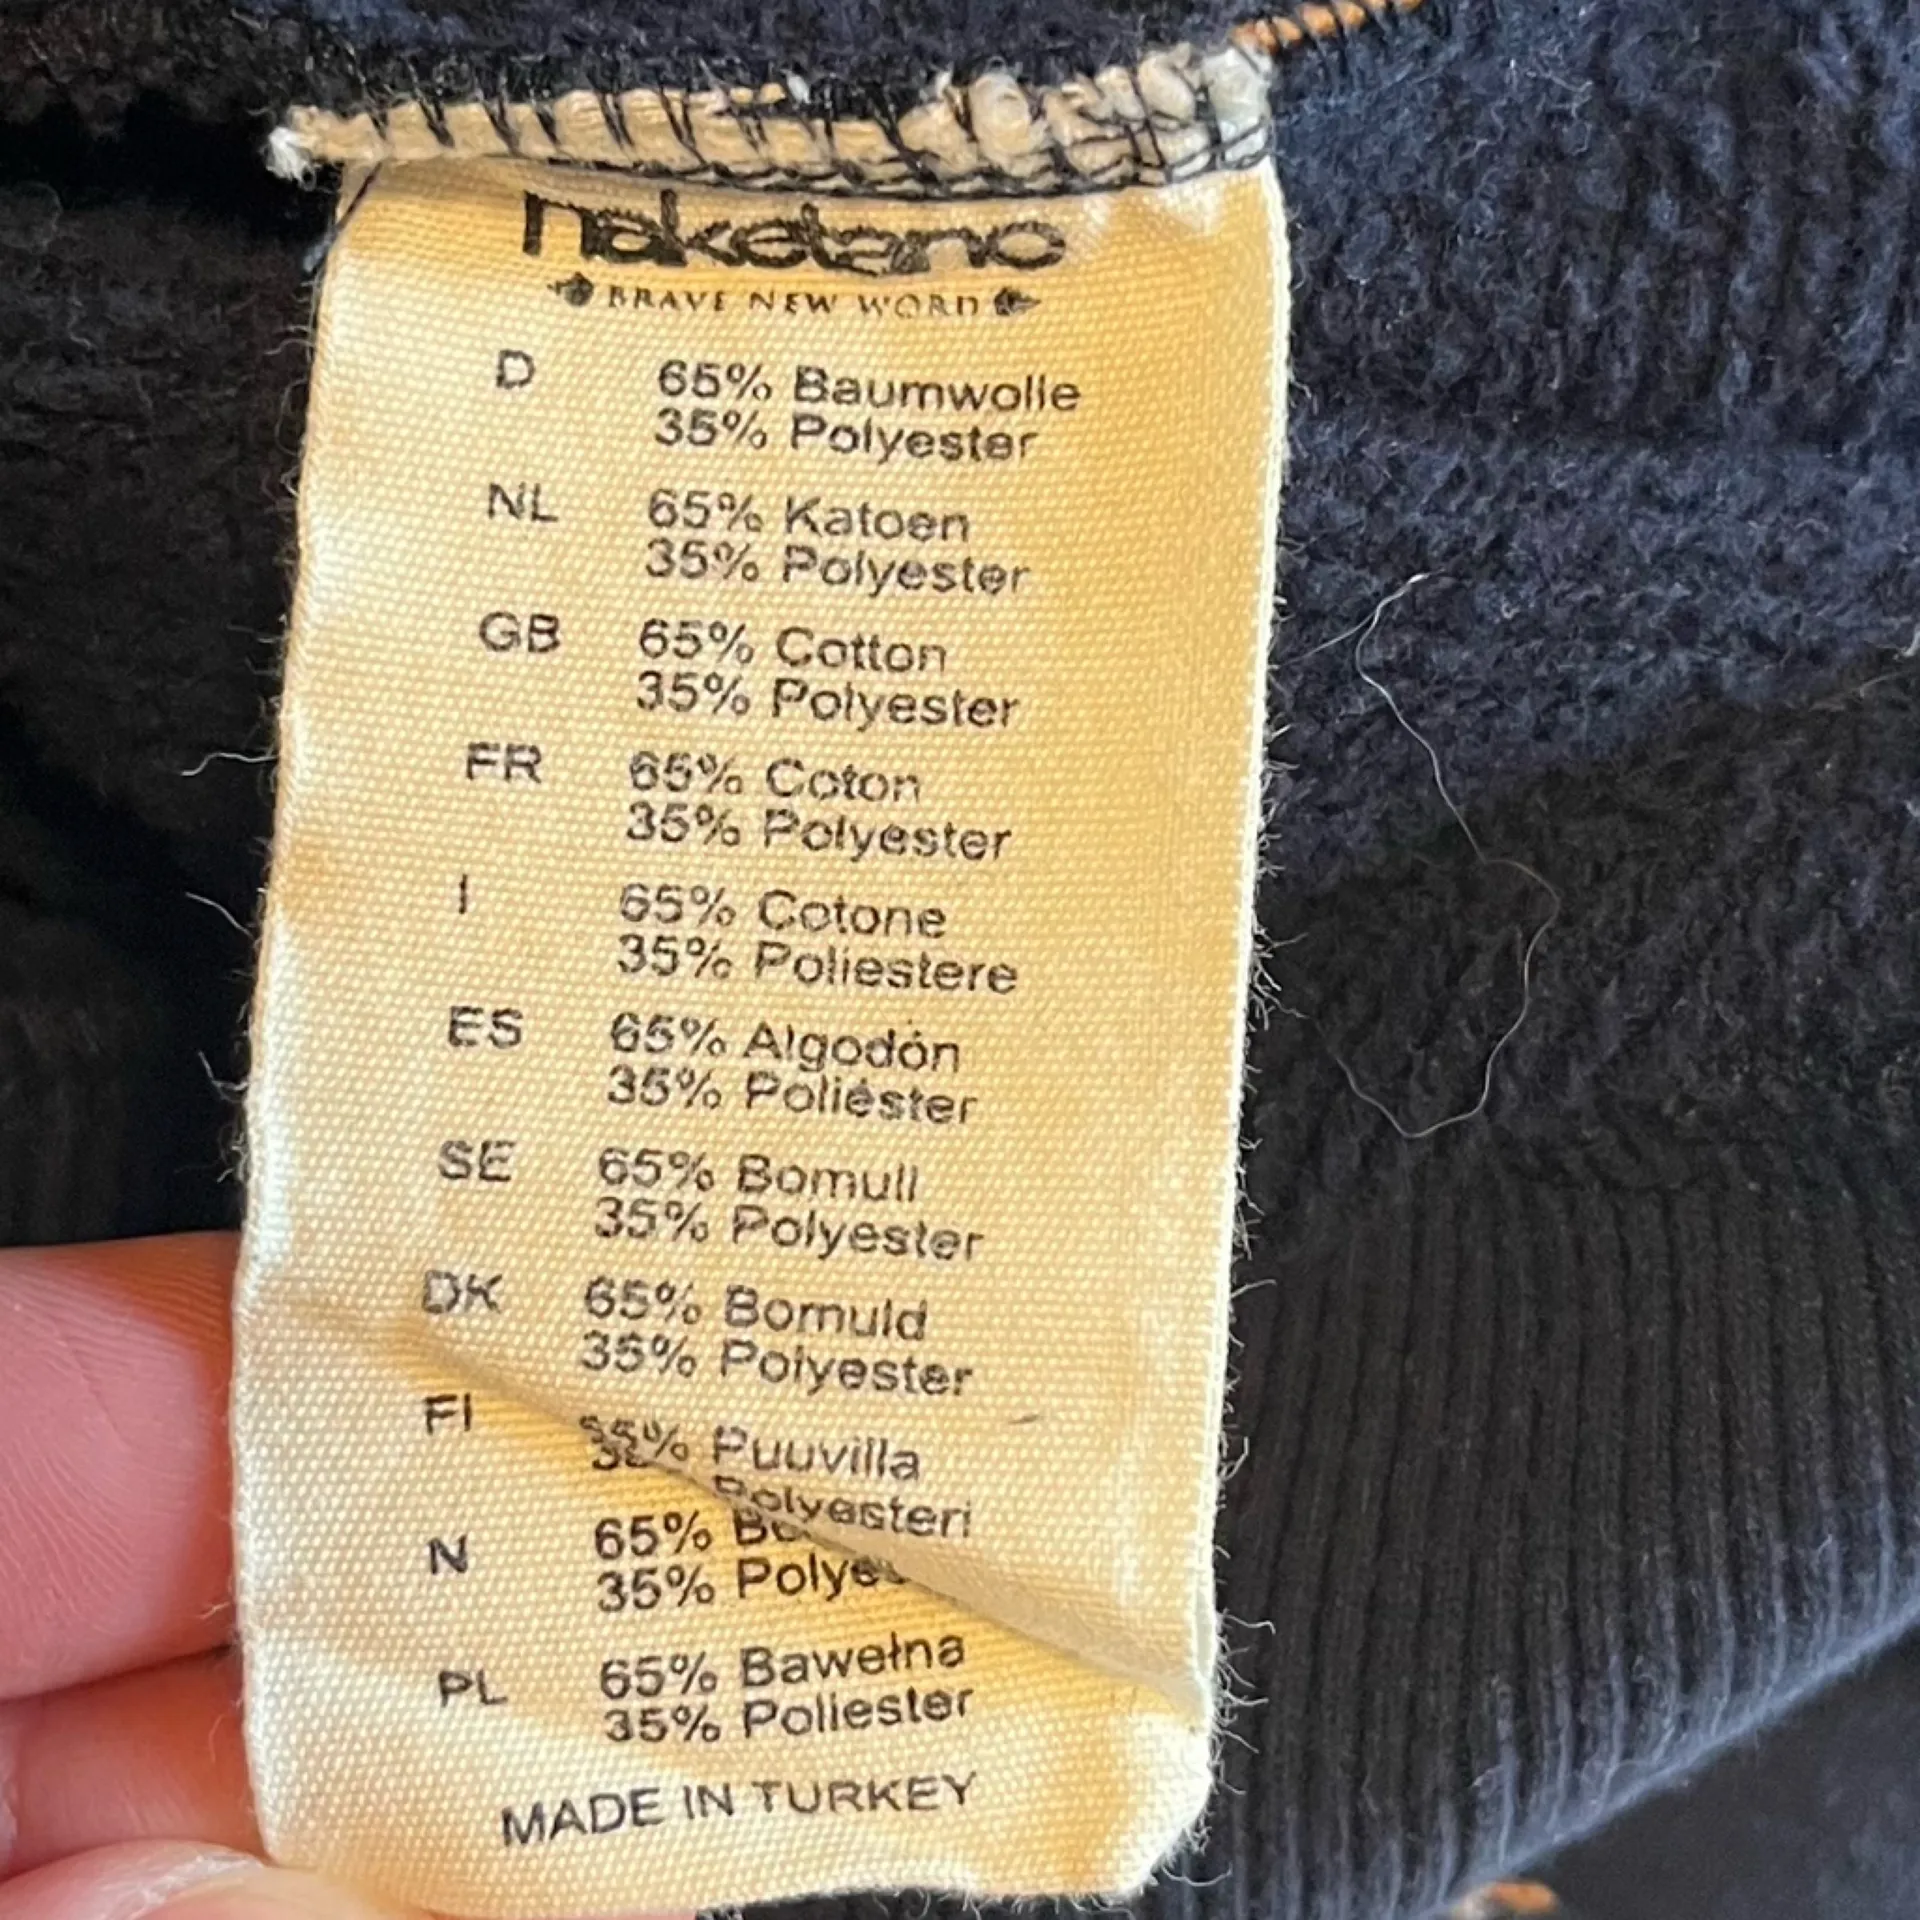 naketano
BRAVE NEW WORD
D 65% Baumwolle
35% Polyester
NL 65% Katoen
35% Polyester
GB 65% Cotton
35% Polyester
FR 65% Coton
35% Polyester
I 65% Cotone
35% Poliestere
ES 65% Algodón
35% Poliéster
SE 65% Bomull
35% Polyester
DK 65% Bomuld
35% Polyester
FI 65% Puuvilla
Polyesteri
N 65%
35%
PL 65% Bawełna
35% Poliester
MADE IN TURKEY